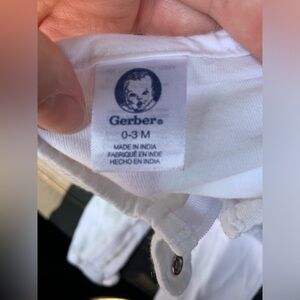 Gerber®
0-3 M
MADE IN INDIA
FABRIQUÉ EN INDE
HECHO EN INDIA